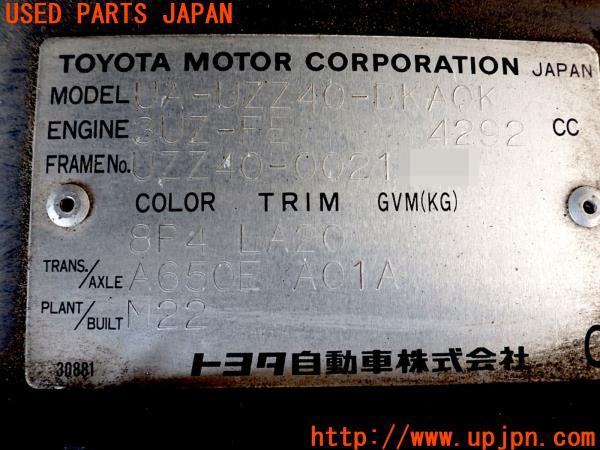 USED PARTS JAPAN
TOYOTA MOTOR CORPORATION JAPAN
MODEL UA-UZZ40-DKAQK
ENGINE 3UZ-FE 4292 CC
FRAME No. UZZ40-0021
COLOR TRIM GVM(KG)
8F4 LA20
TRANS./AXLE A650E A01A
PLANT/BUILT M22
トヨタ自動車株式会社
30881
http://www.upjpn.com/